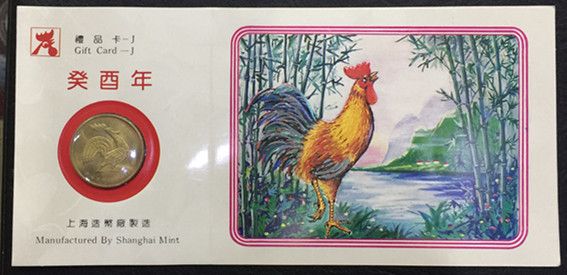 禮品卡－J
Gift Card —J
癸酉年
上海造幣廠製造
Manufactured By Shanghai Mint